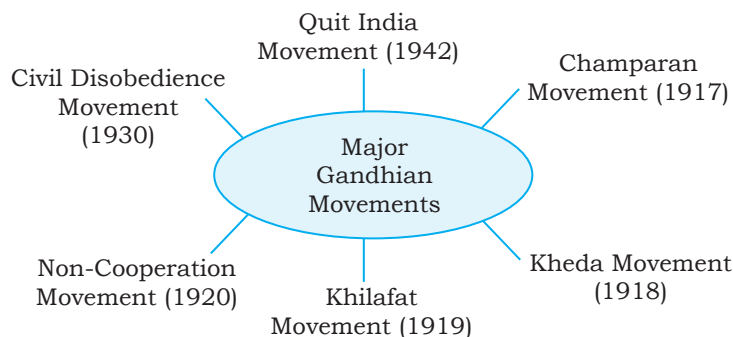 Quit India
Movement (1942)
Champaran
Movement (1917)
Civil Disobedience
Movement
(1930)
Major
Gandhian
Movements
Non-Cooperation
Movement (1920)
Khilafat
Movement (1919)
Kheda Movement
(1918)